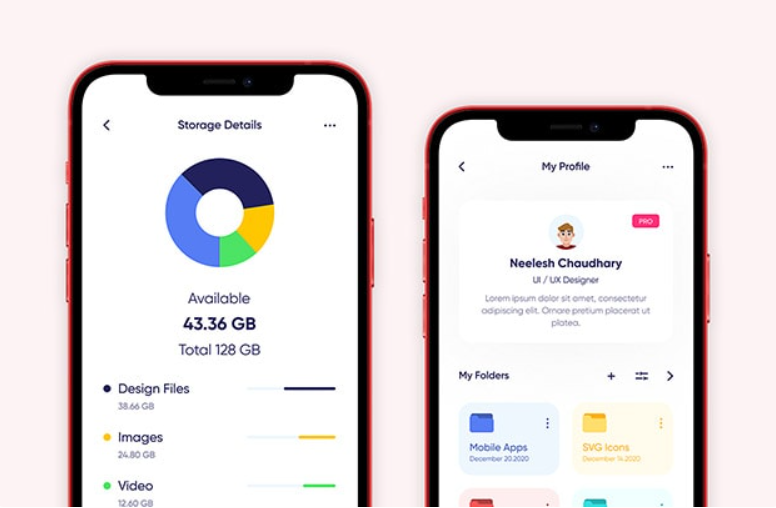 Storage Details
Available
43.36 GB
Total 128 GB
Design Files
38.66 GB
Images
24.80 GB
Video
12.60 GB
My Profile
PRO
Neelesh Chaudhary
UI / UX Designer
Lorem ipsum dolor sit amet, consectetur
adipiscing elit. Ornare pretium placerat ut
platea.
My Folders
Mobile Apps
December 20.2020
SVG Icons
December 14.2020